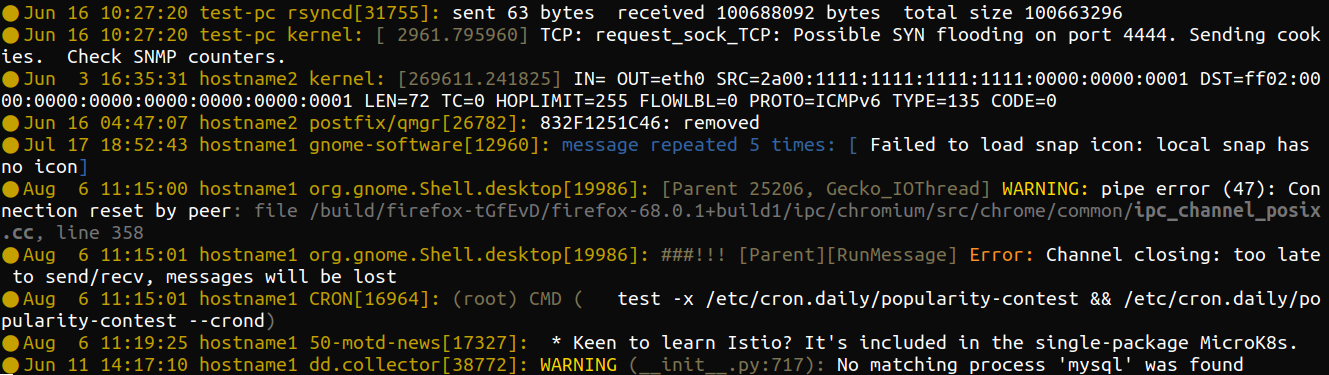 Jun 16 10:27:20 test-pc rsyncd[31755]: sent 63 bytes  received 100688092 bytes  total size 100663296
Jun 16 10:27:20 test-pc kernel: [ 2961.795960] TCP: request_sock_TCP: Possible SYN flooding on port 4444. Sending cook
ies.  Check SNMP counters.
Jun  3 16:35:31 hostname2 kernel: [269611.241825] IN= OUT=eth0 SRC=2a00:1111:1111:1111:1111:0000:0000:0001 DST=ff02:00
00:0000:0000:0000:0000:0000:0001 LEN=72 TC=0 HOPLIMIT=255 FLOWLBL=0 PROTO=ICMPv6 TYPE=135 CODE=0
Jun 16 04:47:07 hostname2 postfix/qmgr[26782]: 832F1251C46: removed
Jul 17 18:52:43 hostname1 gnome-software[12960]: message repeated 5 times: [ Failed to load snap icon: local snap has
no icon]
Aug  6 11:15:00 hostname1 org.gnome.Shell.desktop[19986]: [Parent 25206, Gecko_IOThread] WARNING: pipe error (47): Co
nnection reset by peer: file /build/firefox-tGfEvD/firefox-68.0.1+build1/ipc/chromium/src/chrome/common/ipc_channel_posix
.cc, line 358
Aug  6 11:15:01 hostname1 org.gnome.Shell.desktop[19986]: ###!!! [Parent][RunMessage] Error: Channel closing: too late
 to send/recv, messages will be lost
Aug  6 11:15:01 hostname1 CRON[16964]: (root) CMD (   test -x /etc/cron.daily/popularity-contest && /etc/cron.daily/po
pularity-contest --crond)
Aug  6 11:19:25 hostname1 50-motd-news[17327]:  * Keen to learn Istio? It's included in the single-package MicroK8s.
Jun 11 14:17:10 hostname1 dd.collector[38772]: WARNING (__init__.py:717): No matching process 'mysql' was found